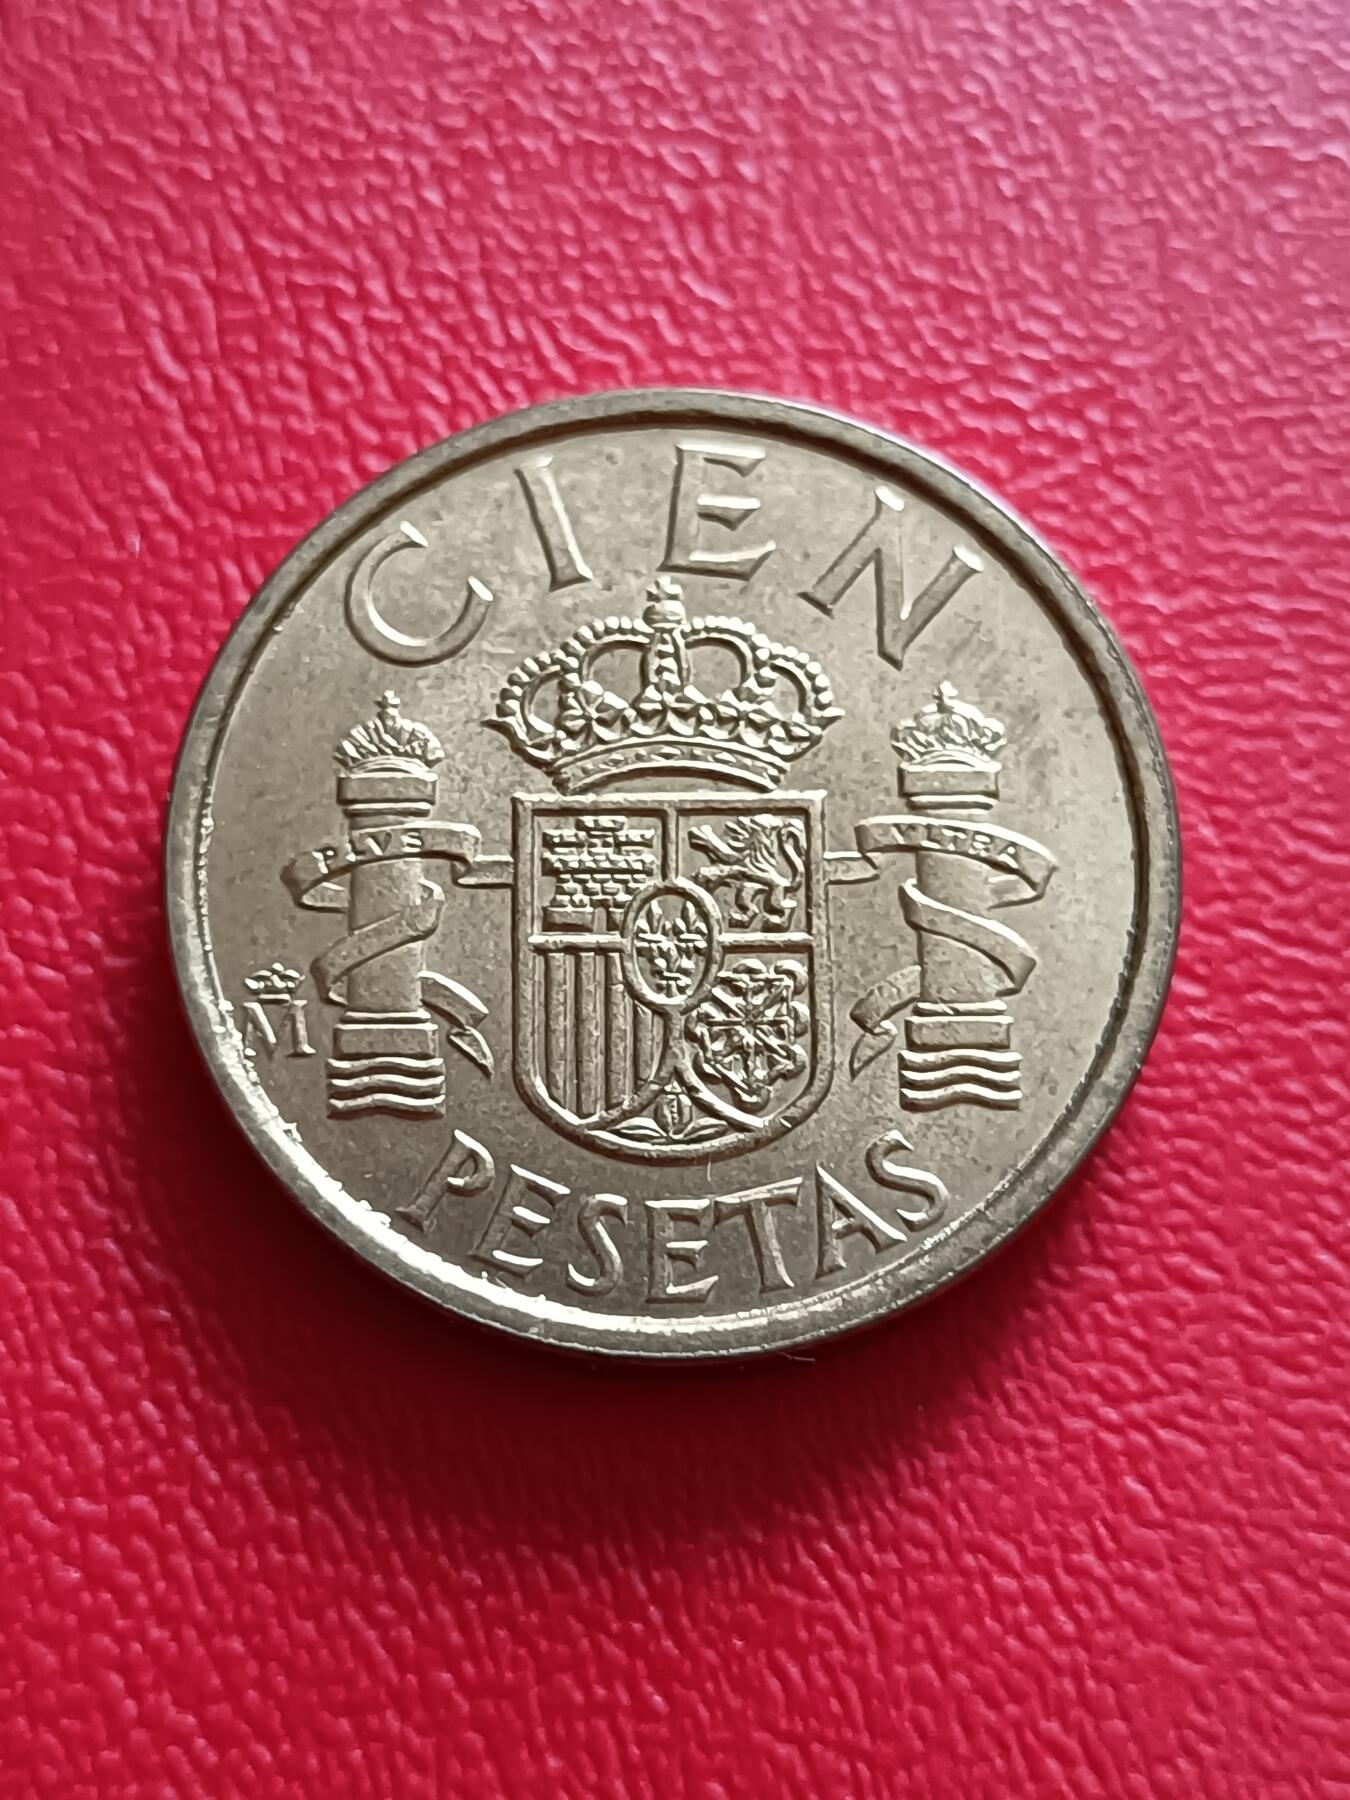 CIEN
PLVS VLTRA
M
PESETAS